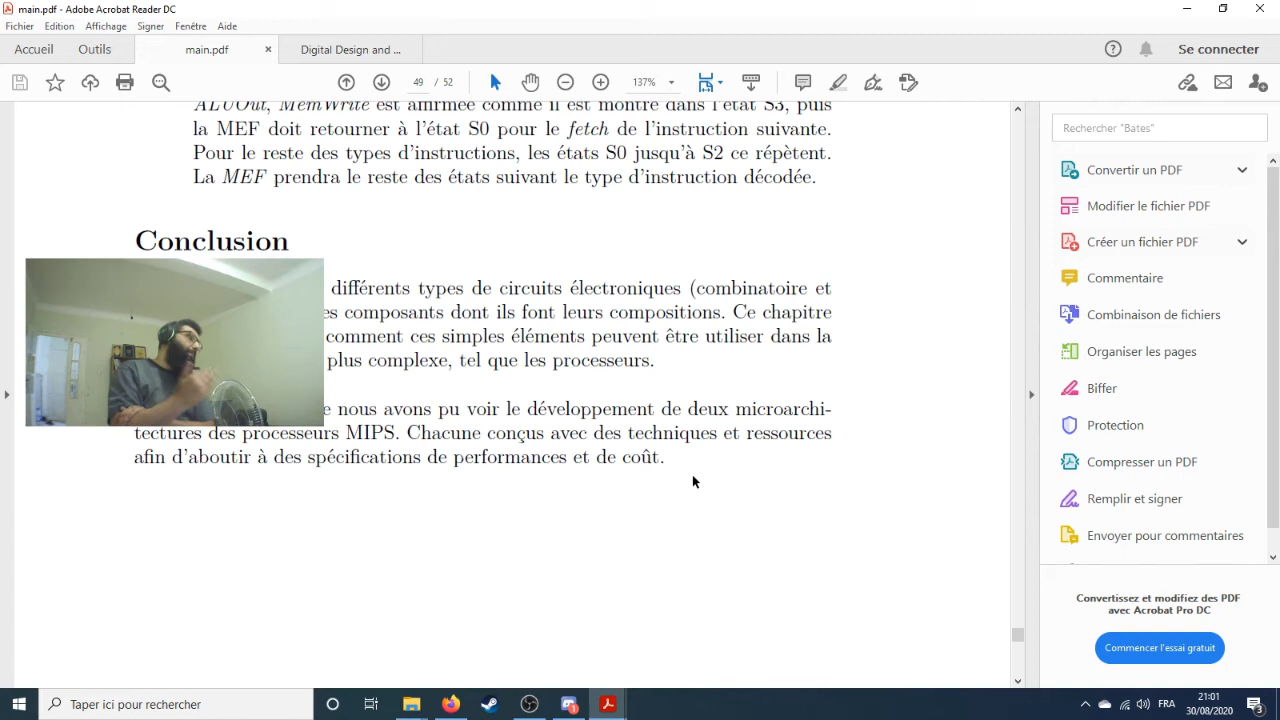 main.pdf - Adobe Acrobat Reader DC
Fichier Edition Affichage Signer Fenêtre Aide
Accueil Outils main.pdf × Digital Design and ... Se connecter
49 / 52 137%
Rechercher "Bates"
ALUOut, MemWrite est affirmée comme il est montré dans l'état S3, puis
la MEF doit retourner à l'état S0 pour le fetch de l'instruction suivante.
Pour le reste des types d'instructions, les états S0 jusqu'à S2 ce répètent.
La MEF prendra le reste des états suivant le type d'instruction décodée.
Conclusion
différents types de circuits électroniques (combinatoire et
es composants dont ils font leurs compositions. Ce chapitre
comment ces simples éléments peuvent être utiliser dans la
plus complexe, tel que les processeurs.
e nous avons pu voir le développement de deux microarchi-
tectures des processeurs MIPS. Chacune conçus avec des techniques et ressources
afin d'aboutir à des spécifications de performances et de coût.
Convertir un PDF
Modifier le fichier PDF
Créer un fichier PDF
Commentaire
Combinaison de fichiers
Organiser les pages
Biffer
Protection
Compresser un PDF
Remplir et signer
Envoyer pour commentaires
Convertissez et modifiez des PDF
avec Acrobat Pro DC
Commencer l'essai gratuit
Taper ici pour rechercher
FRA
21:01
30/08/2020
3